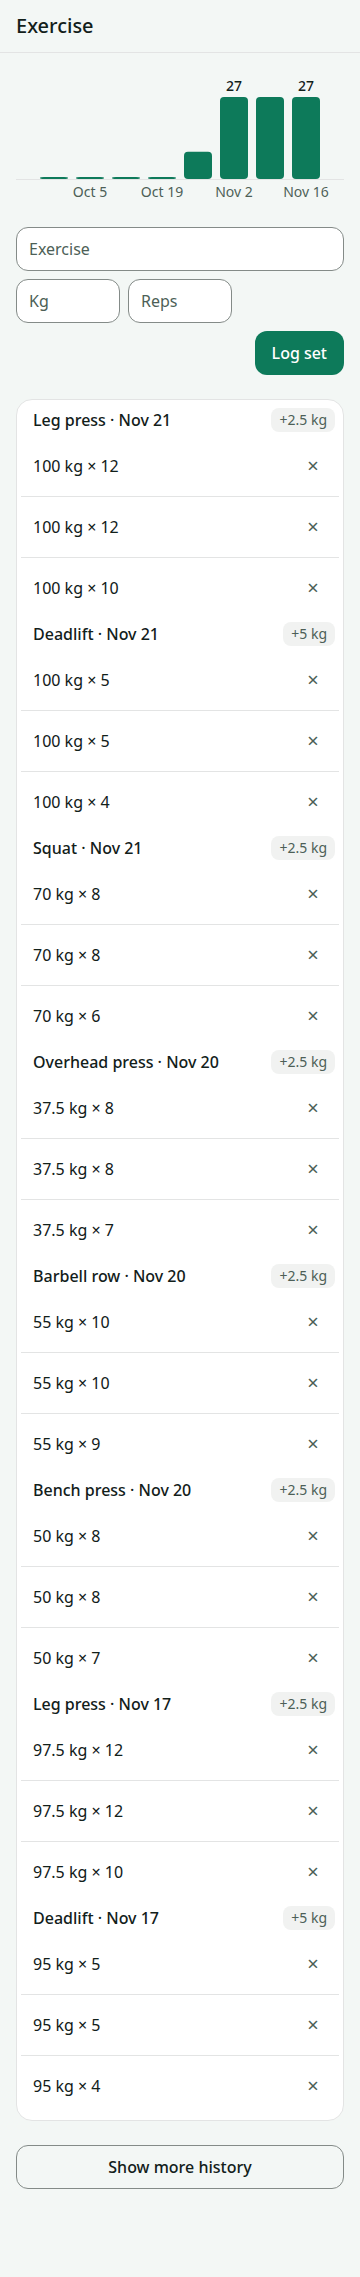 Exercise
27 27
Oct 5 Oct 19 Nov 2 Nov 16
Exercise
Kg Reps
Log set
Leg press · Nov 21 +2.5 kg
100 kg × 12 ×
100 kg × 12 ×
100 kg × 10 ×
Deadlift · Nov 21 +5 kg
100 kg × 5 ×
100 kg × 5 ×
100 kg × 4 ×
Squat · Nov 21 +2.5 kg
70 kg × 8 ×
70 kg × 8 ×
70 kg × 6 ×
Overhead press · Nov 20 +2.5 kg
37.5 kg × 8 ×
37.5 kg × 8 ×
37.5 kg × 7 ×
Barbell row · Nov 20 +2.5 kg
55 kg × 10 ×
55 kg × 10 ×
55 kg × 9 ×
Bench press · Nov 20 +2.5 kg
50 kg × 8 ×
50 kg × 8 ×
50 kg × 7 ×
Leg press · Nov 17 +2.5 kg
97.5 kg × 12 ×
97.5 kg × 12 ×
97.5 kg × 10 ×
Deadlift · Nov 17 +5 kg
95 kg × 5 ×
95 kg × 5 ×
95 kg × 4 ×
Show more history